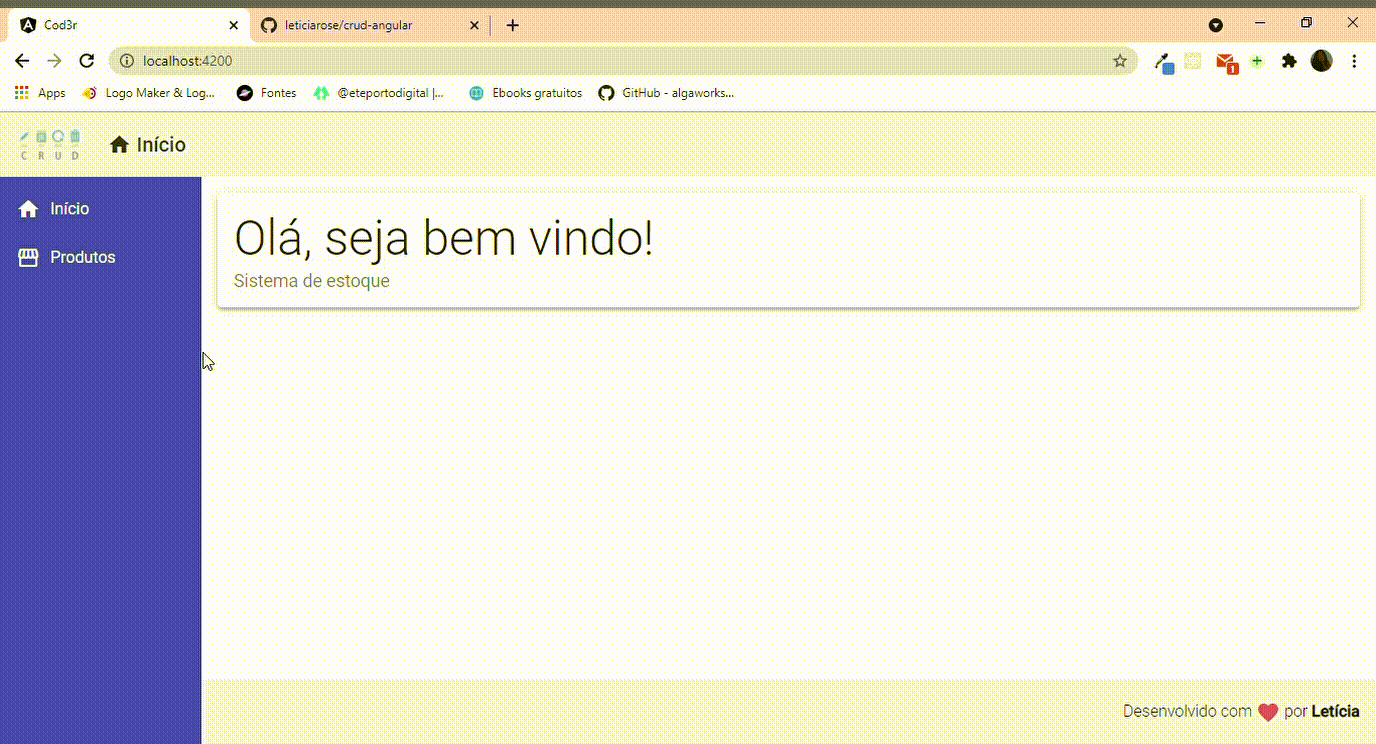 Cod3r
leticiarose/crud-angular
localhost:4200
Apps
Logo Maker & Log...
Fontes
@eteportodigital |...
Ebooks gratuitos
GitHub - algaworks...
1
C R U D
Início
Início
Produtos
Olá, seja bem vindo!
Sistema de estoque
Desenvolvido com por Letícia